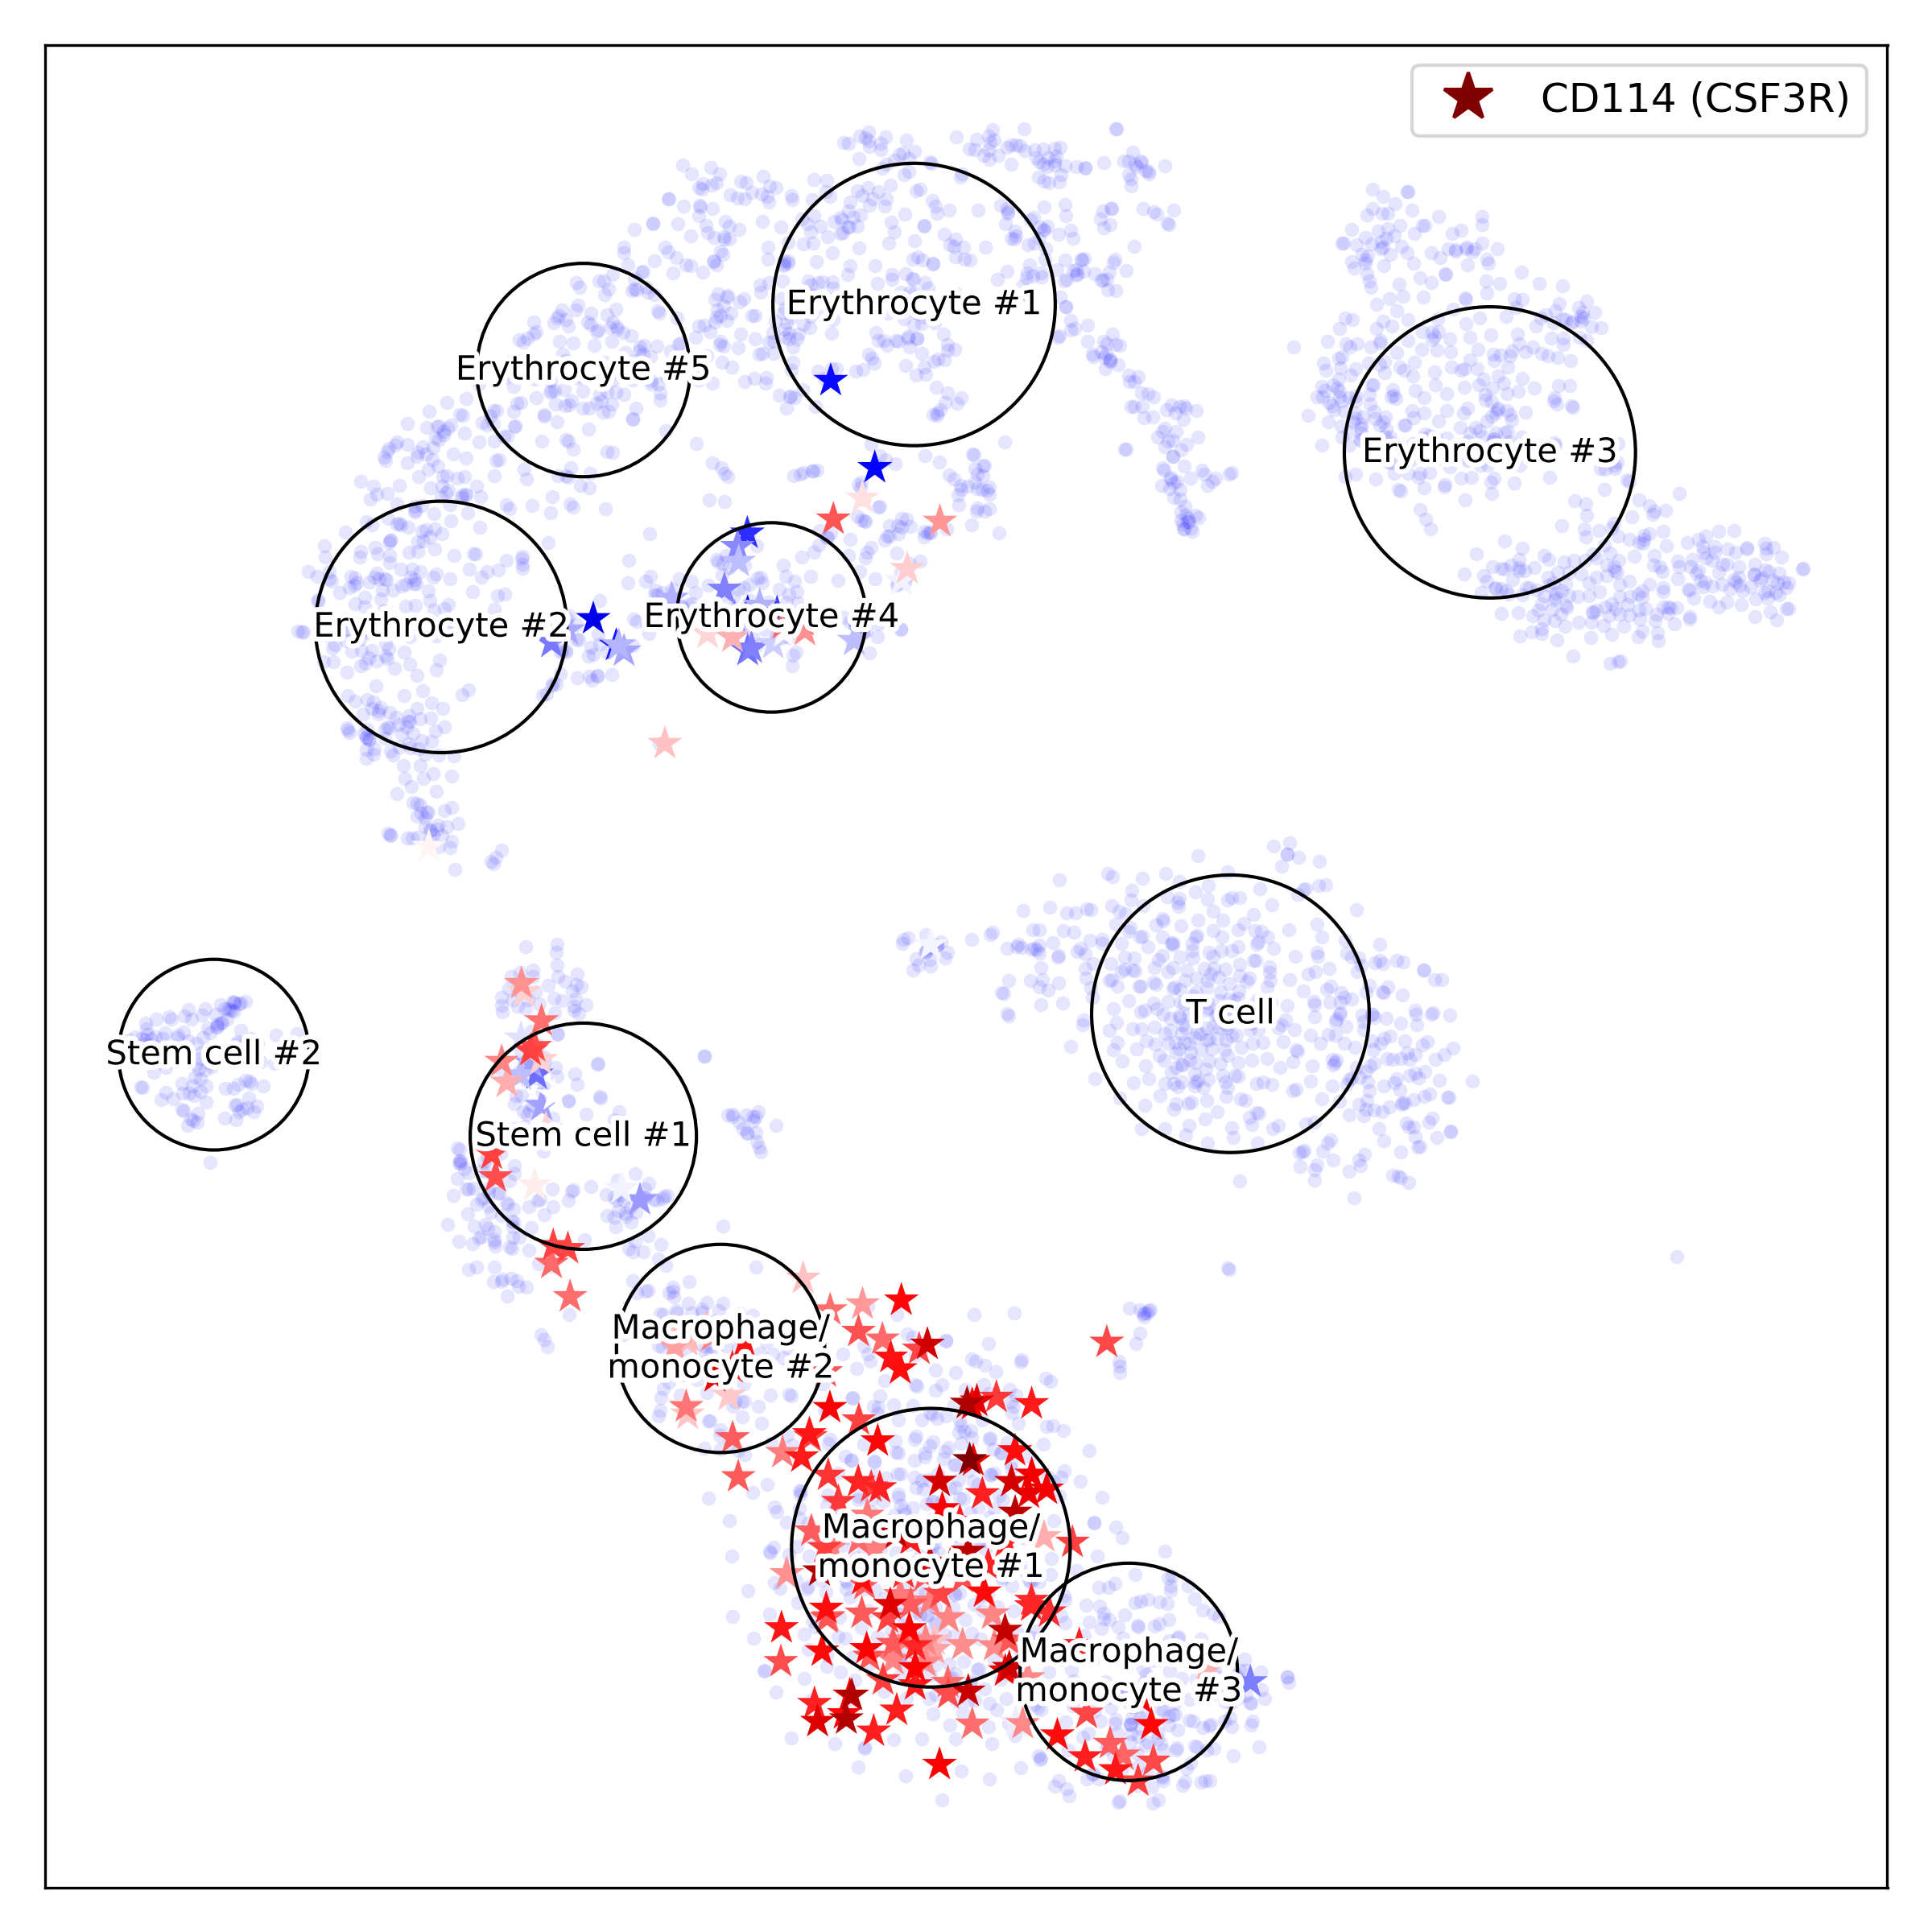 CD114 (CSF3R)
Erythrocyte #1
Erythrocyte #5
Erythrocyte #3
Erythrocyte #4
Erythrocyte #2
T cell
Stem cell #2
Stem cell #1
Macrophage/
monocyte #2
Macrophage/
monocyte #1
Macrophage/
monocyte #3